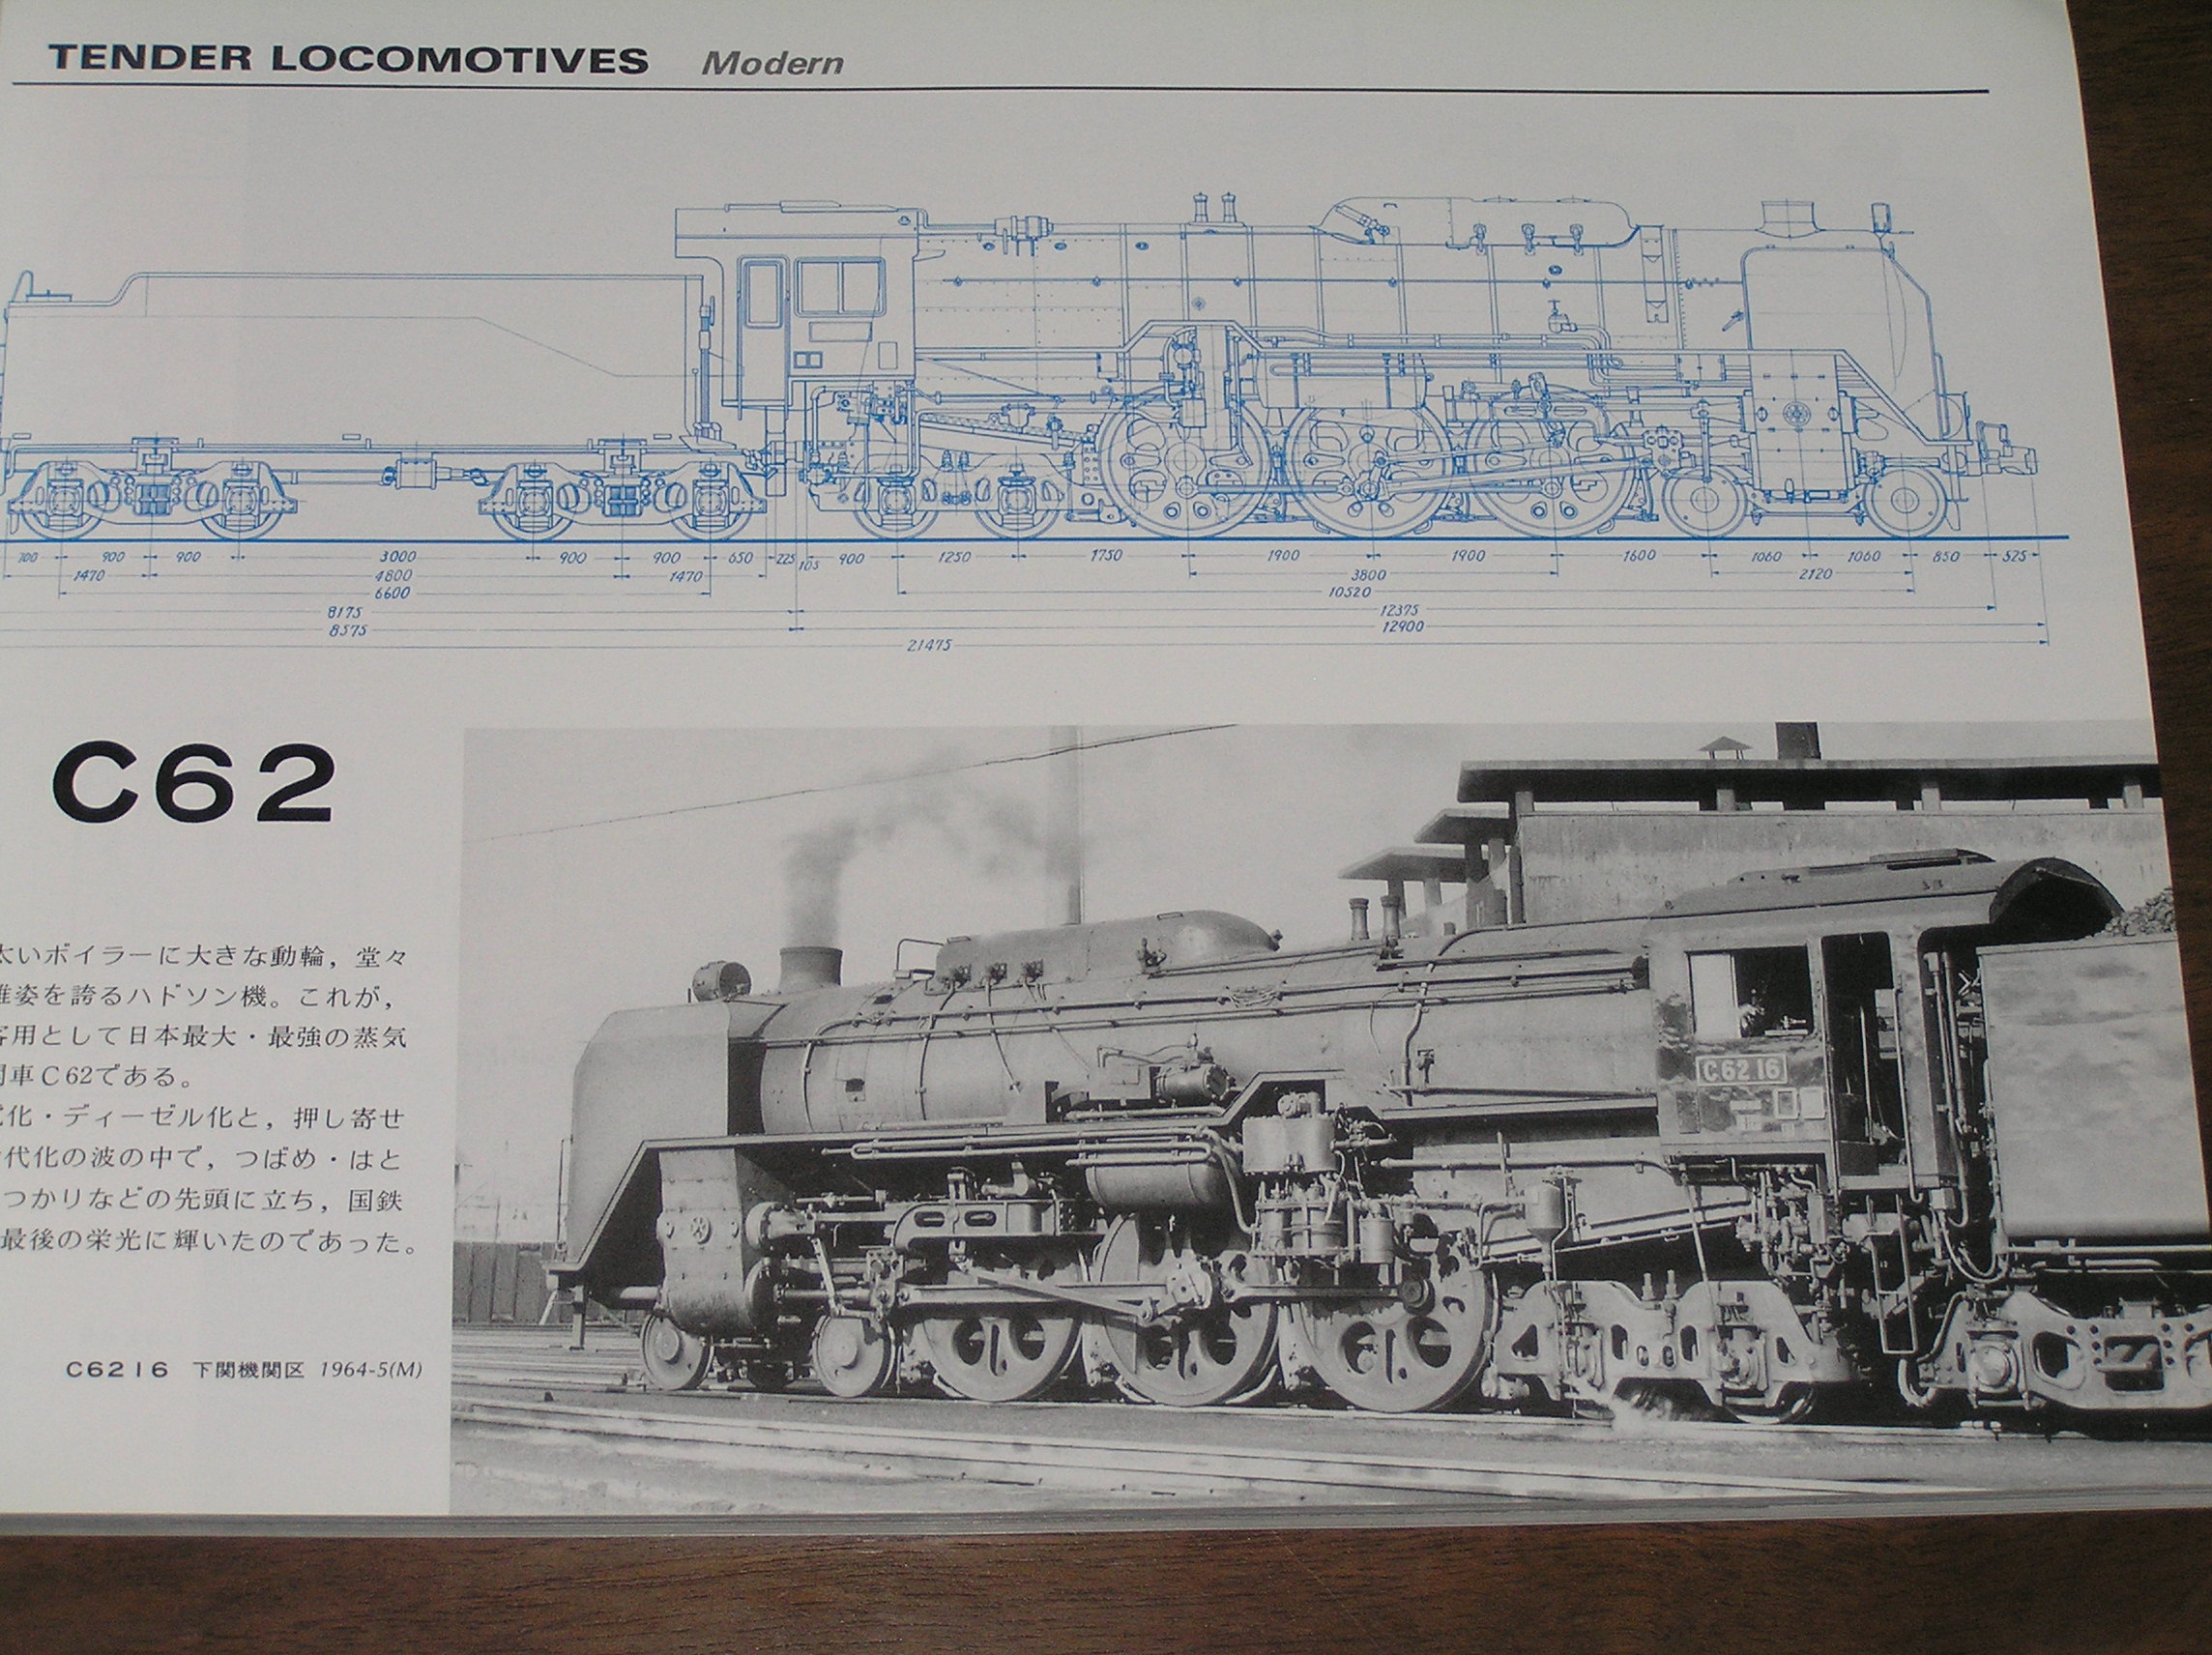 TENDER LOCOMOTIVES Modern
700 900 900 3000 900 900 650 225 105 900 1250 1750 1900 1900 1600 1060 1060 850 525
1470 4800 1470 3800 2120
6600 10520
8175 12375
8575 12900
21475
C62
太いボイラーに大きな動輪，堂々
姿を誇るハドソン機。これが，
客用として日本最大・最強の蒸気
関車C62である。
化・ディーゼル化と，押し寄せ
代化の波の中で，つばめ・はと
つかりなどの先頭に立ち，国鉄
最後の栄光に輝いたのであった。
C6216 下関機関区 1964-5(M)
C62 16